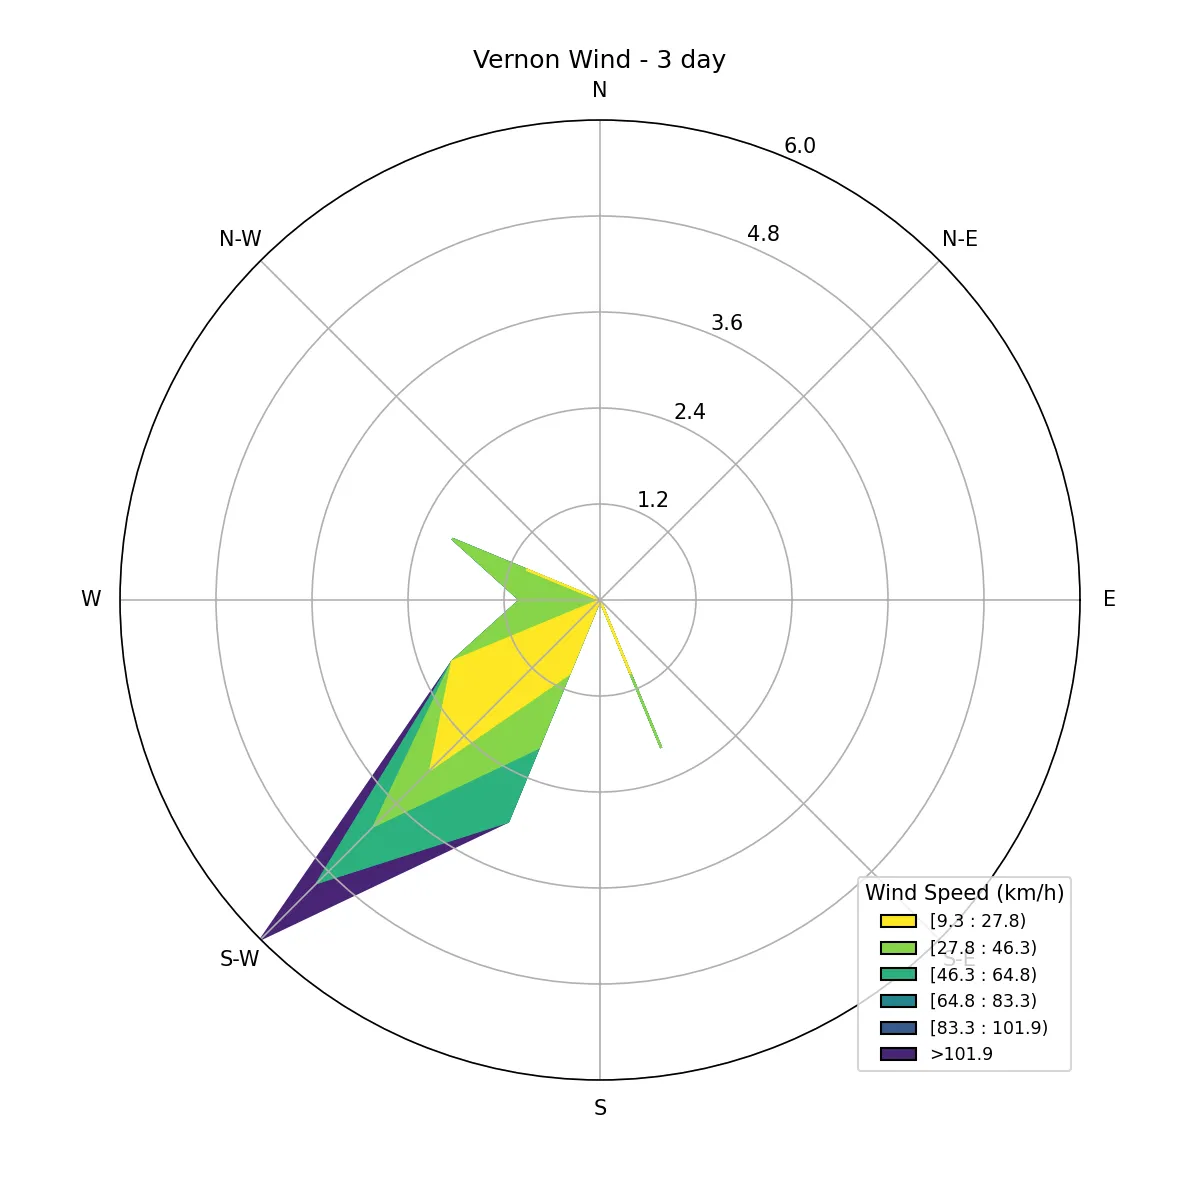 Vernon Wind - 3 day
N
6.0
N-W
N-E
4.8
3.6
2.4
1.2
W
E
S-W
S-E
S
Wind Speed (km/h)
[9.3 : 27.8)
[27.8 : 46.3)
[46.3 : 64.8)
[64.8 : 83.3)
[83.3 : 101.9)
>101.9